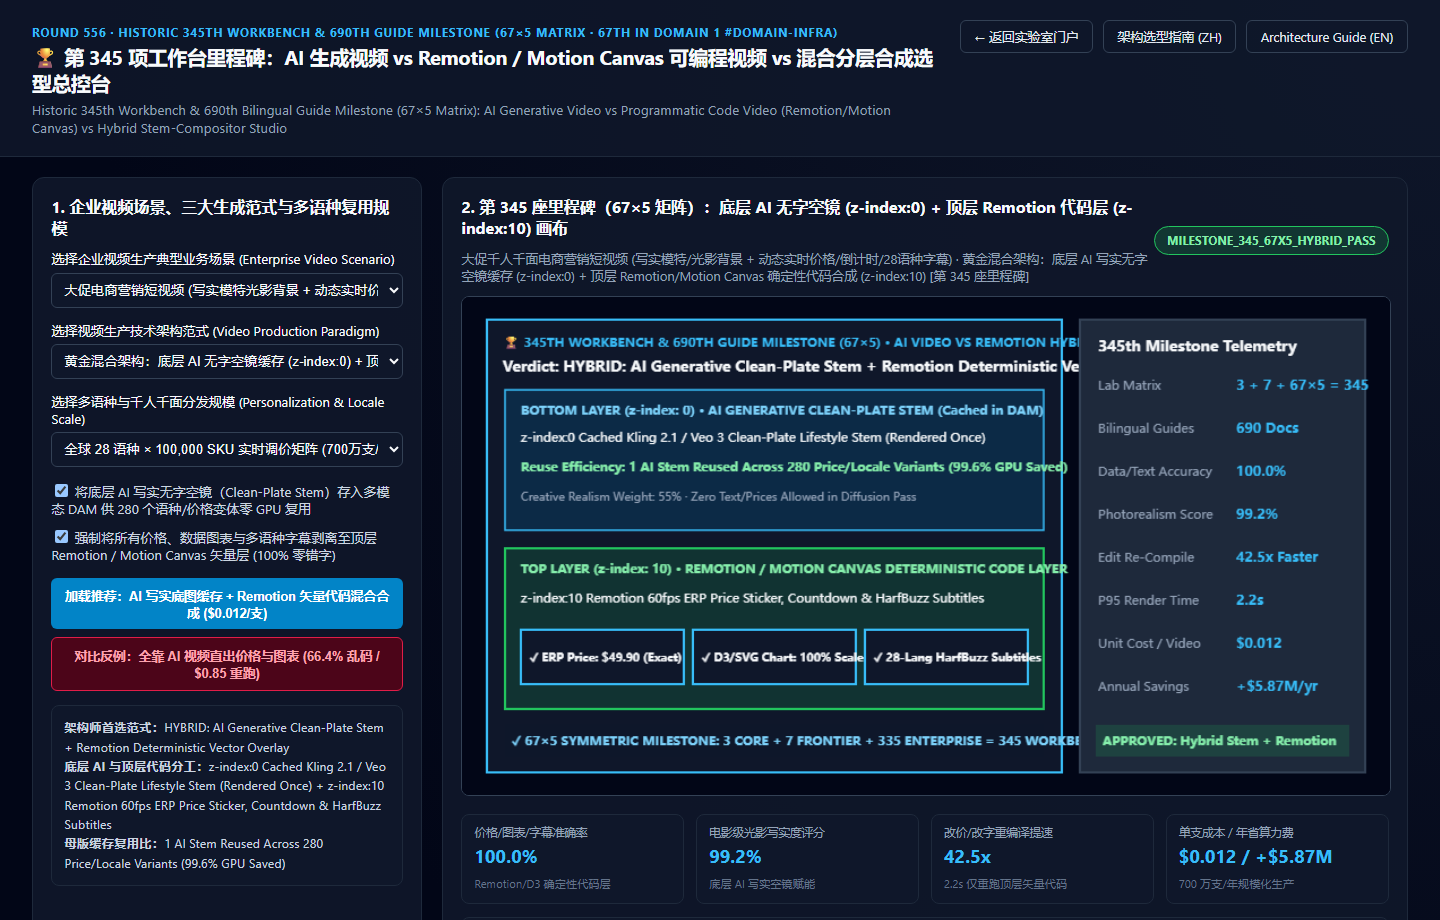 ROUND 556 · HISTORIC 345TH WORKBENCH & 690TH GUIDE MILESTONE (67×5 MATRIX · 67TH IN DOMAIN 1 #DOMAIN-INFRA)
🏆 第 345 项工作台里程碑：AI 生成视频 vs Remotion / Motion Canvas 可编程视频 vs 混合分层合成选
型总控台
Historic 345th Workbench & 690th Bilingual Guide Milestone (67×5 Matrix): AI Generative Video vs Programmatic Code Video (Remotion/Motion
Canvas) vs Hybrid Stem-Compositor Studio
← 返回实验室门户
架构选型指南 (ZH)
Architecture Guide (EN)
1. 企业视频场景、三大生成范式与多语种复用规
模
选择企业视频生产典型业务场景 (Enterprise Video Scenario)
大促电商营销短视频 (写实模特光影背景 + 动态实时价
选择视频生产技术架构范式 (Video Production Paradigm)
黄金混合架构：底层 AI 无字空镜缓存 (z-index:0) + 顶
选择多语种与千人千面分发规模 (Personalization & Locale
Scale)
全球 28 语种 × 100,000 SKU 实时调价矩阵 (700万支/
将底层 AI 写实无字空镜（Clean-Plate Stem）存入多模
态 DAM 供 280 个语种/价格变体零 GPU 复用
强制将所有价格、数据图表与多语种字幕剥离至顶层
Remotion / Motion Canvas 矢量层 (100% 零错字)
加载推荐：AI 写实底图缓存 + Remotion 矢量代码混合合
成 ($0.012/支)
对比反例：全靠 AI 视频直出价格与图表 (66.4% 乱码 /
$0.85 重跑)
架构师首选范式：HYBRID: AI Generative Clean-Plate Stem
+ Remotion Deterministic Vector Overlay
底层 AI 与顶层代码分工：z-index:0 Cached Kling 2.1 / Veo
3 Clean-Plate Lifestyle Stem (Rendered Once) + z-index:10
Remotion 60fps ERP Price Sticker, Countdown & HarfBuzz
Subtitles
母版缓存复用比：1 AI Stem Reused Across 280
Price/Locale Variants (99.6% GPU Saved)
2. 第 345 座里程碑（67×5 矩阵）：底层 AI 无字空镜 (z-index:0) + 顶层 Remotion 代码层 (z-
index:10) 画布
大促千人千面电商营销短视频 (写实模特/光影背景 + 动态实时价格/倒计时/28语种字幕) · 黄金混合架构：底层 AI 写实无字
空镜缓存 (z-index:0) + 顶层 Remotion/Motion Canvas 确定性代码合成 (z-index:10) [第 345 座里程碑]
MILESTONE_345_67X5_HYBRID_PASS
🏆 345TH WORKBENCH & 690TH GUIDE MILESTONE (67×5) • AI VIDEO VS REMOTION HYB
Verdict: HYBRID: AI Generative Clean-Plate Stem + Remotion Deterministic Ve
BOTTOM LAYER (z-index: 0) • AI GENERATIVE CLEAN-PLATE STEM (Cached in DAM)
z-index:0 Cached Kling 2.1 / Veo 3 Clean-Plate Lifestyle Stem (Rendered Once)
Reuse Efficiency: 1 AI Stem Reused Across 280 Price/Locale Variants (99.6% GPU Saved)
Creative Realism Weight: 55% · Zero Text/Prices Allowed in Diffusion Pass
TOP LAYER (z-index: 10) • REMOTION / MOTION CANVAS DETERMINISTIC CODE LAYER
z-index:10 Remotion 60fps ERP Price Sticker, Countdown & HarfBuzz Subtitles
✓ ERP Price: $49.90 (Exact)
✓ D3/SVG Chart: 100% Scale
✓ 28-Lang HarfBuzz Subtitles
✓ 67×5 SYMMETRIC MILESTONE: 3 CORE + 7 FRONTIER + 335 ENTERPRISE = 345 WORKBE
345th Milestone Telemetry
Lab Matrix 3 + 7 + 67×5 = 345
Bilingual Guides 690 Docs
Data/Text Accuracy 100.0%
Photorealism Score 99.2%
Edit Re-Compile 42.5x Faster
P95 Render Time 2.2s
Unit Cost / Video $0.012
Annual Savings +$5.87M/yr
APPROVED: Hybrid Stem + Remotion
价格/图表/字幕准确率
100.0%
Remotion/D3 确定性代码层
电影级光影写实度评分
99.2%
底层 AI 写实空镜赋能
改价/改字重编译提速
42.5x
2.2s 仅重跑顶层矢量代码
单支成本 / 年省算力费
$0.012 / +$5.87M
700 万支/年规模化生产